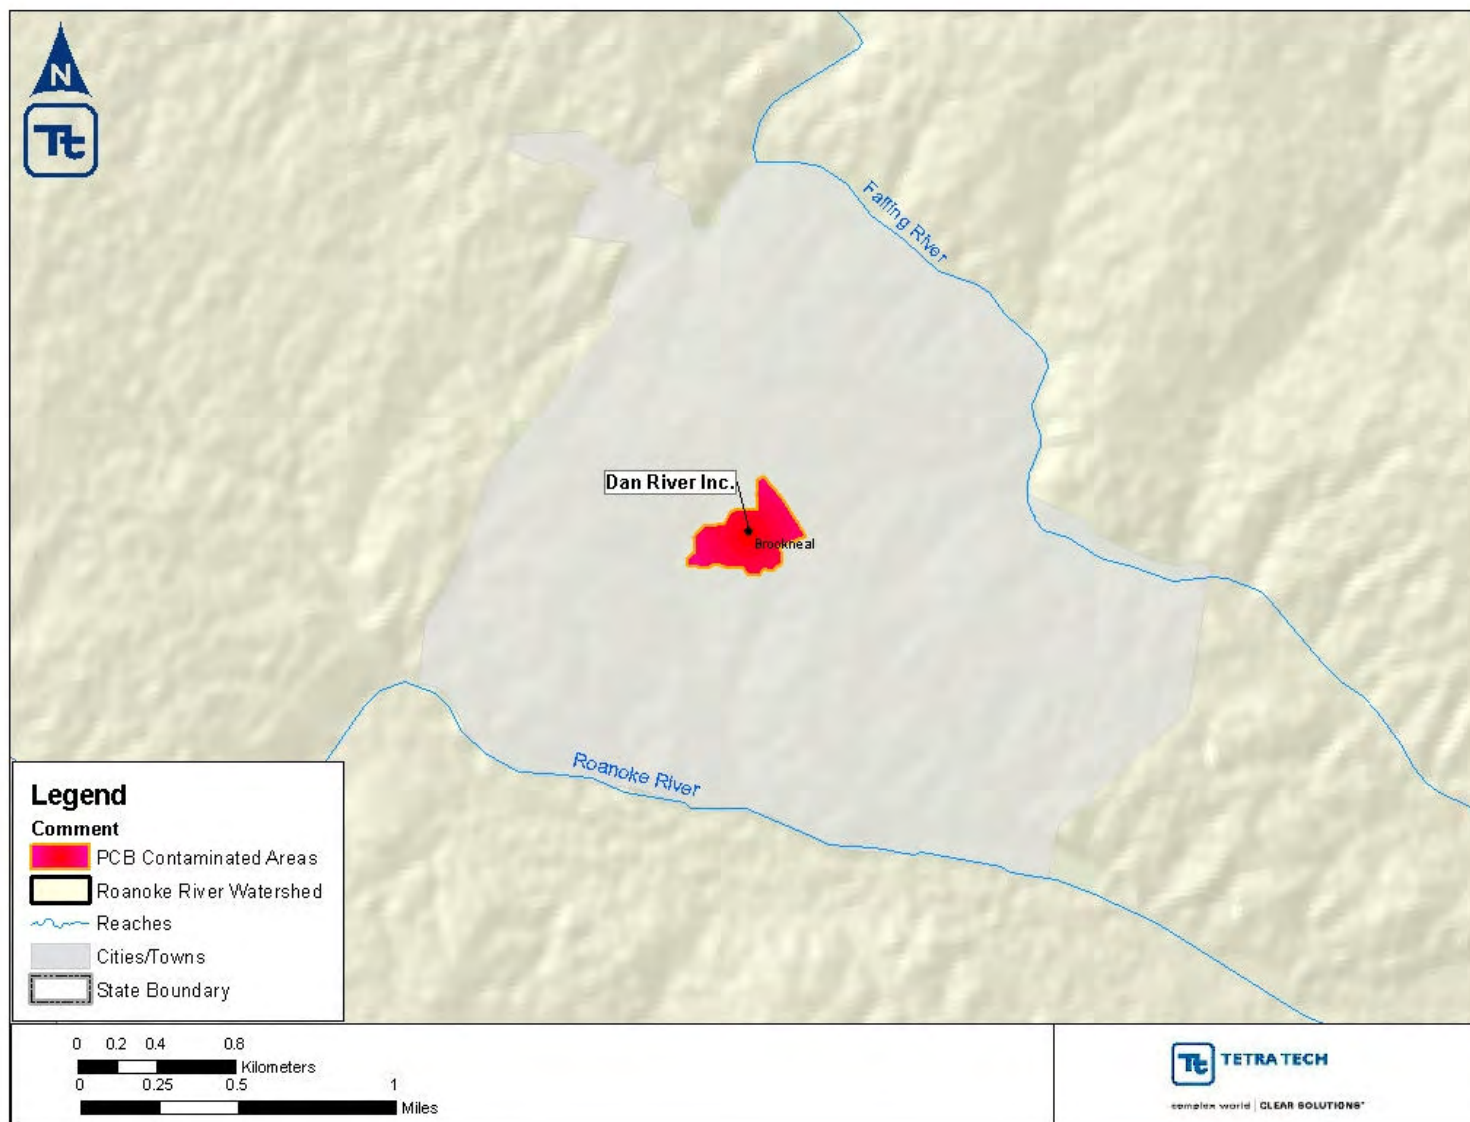 N
Tt
Falling River
Dan River Inc.
Brookneal
Roanoke River
Legend
Comment
PCB Contaminated Areas
Roanoke River Watershed
Reaches
Cities/Towns
State Boundary
0 0.2 0.4 0.8
Kilometers
0 0.25 0.5 1
Miles
Tt TETRA TECH
complex world | CLEAR SOLUTIONS™